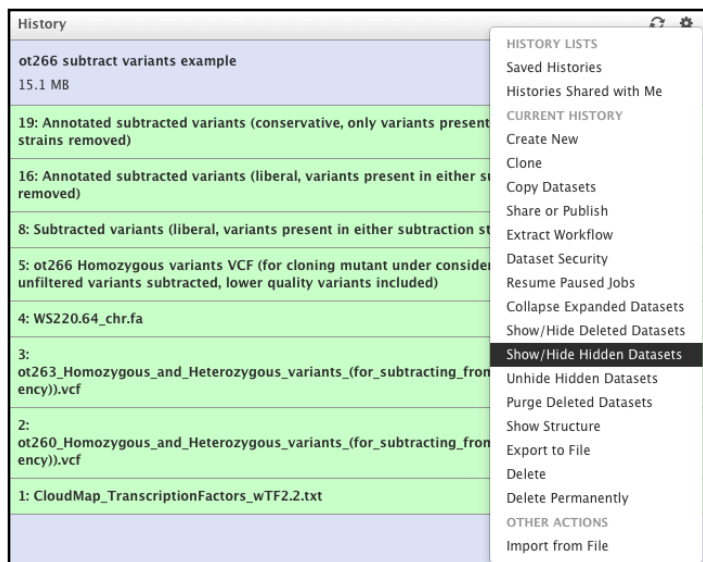 History
ot266 subtract variants example
15.1 MB
19: Annotated subtracted variants (conservative, only variants present
strains removed)
16: Annotated subtracted variants (liberal, variants present in either
removed)
8: Subtracted variants (liberal, variants present in either subtraction
5: ot266 Homozygous variants VCF (for cloning mutant under
unfiltered variants subtracted, lower quality variants included)
4: WS220.64_chr.fa
3:
ot263_Homozygous_and_Heterozygous_variants_(for_subtracting_from
ency)).vcf
2:
ot260_Homozygous_and_Heterozygous_variants_(for_subtracting_from
ency)).vcf
1: CloudMap_TranscriptionFactors_wTF2.2.txt
HISTORY LISTS
Saved Histories
Histories Shared with Me
CURRENT HISTORY
Create New
Clone
Copy Datasets
Share or Publish
Extract Workflow
Dataset Security
Resume Paused Jobs
Collapse Expanded Datasets
Show/Hide Deleted Datasets
Show/Hide Hidden Datasets
Unhide Hidden Datasets
Purge Deleted Datasets
Show Structure
Export to File
Delete
Delete Permanently
OTHER ACTIONS
Import from File